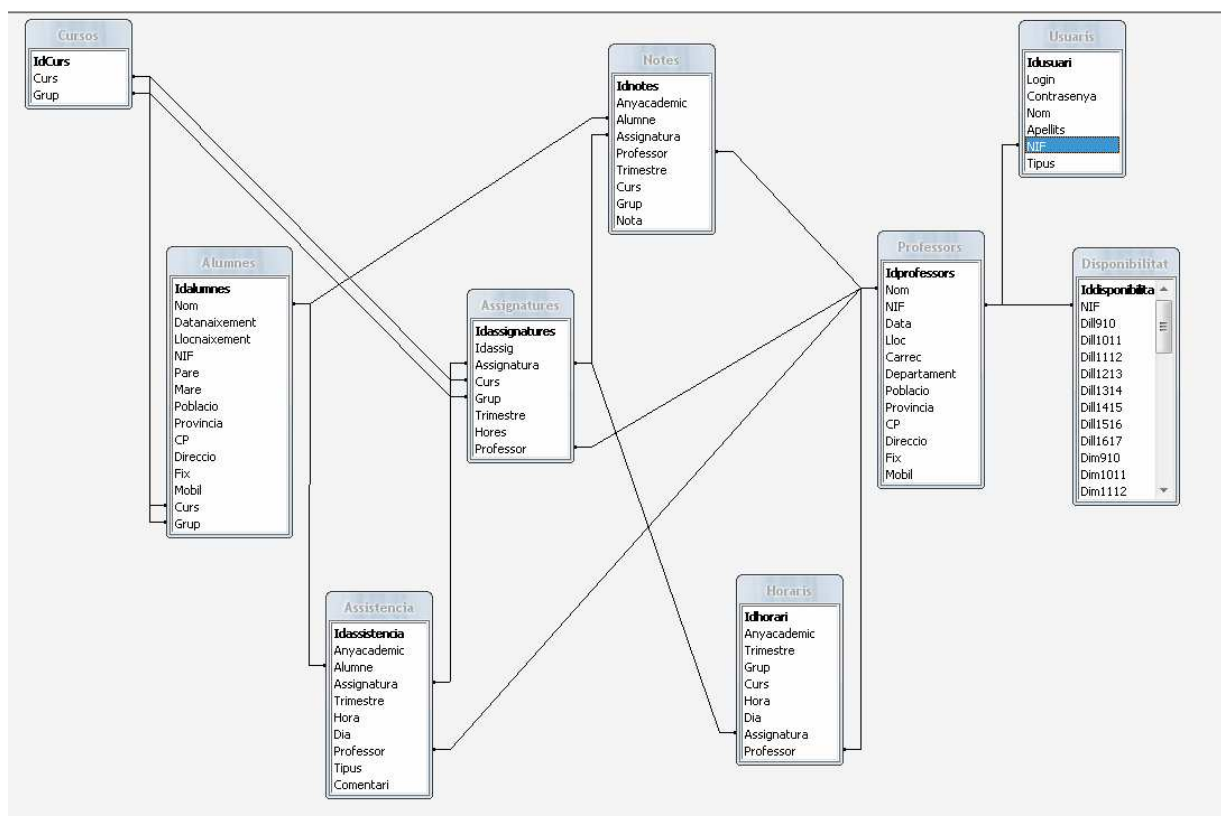 Cursos
IdCurs
Curs
Grup
Notes
Idnotes
Anyacademic
Alumne
Assignatura
Professor
Trimestre
Curs
Grup
Nota
Usuaris
Idusuari
Login
Contrasenya
Nom
Apellits
NIF
Tipus
Alumnes
Idalumnes
Nom
Datanaixement
Llocnaixement
NIF
Pare
Mare
Poblacio
Provincia
CP
Direccio
Fix
Mobil
Curs
Grup
Assignatures
Idassignatures
Idassig
Assignatura
Curs
Grup
Trimestre
Hores
Professor
Professors
Idprofessors
Nom
NIF
Data
Lloc
Carrec
Departament
Poblacio
Provincia
CP
Direccio
Fix
Mobil
Disponibilitat
Iddisponibilita
NIF
Dill910
Dill1011
Dill1112
Dill1213
Dill1314
Dill1415
Dill1516
Dill1617
Dim910
Dim1011
Dim1112
Assistencia
Idassistencia
Anyacademic
Alumne
Assignatura
Trimestre
Hora
Dia
Professor
Tipus
Comentari
Horaris
Idhorari
Anyacademic
Trimestre
Grup
Curs
Hora
Dia
Assignatura
Professor